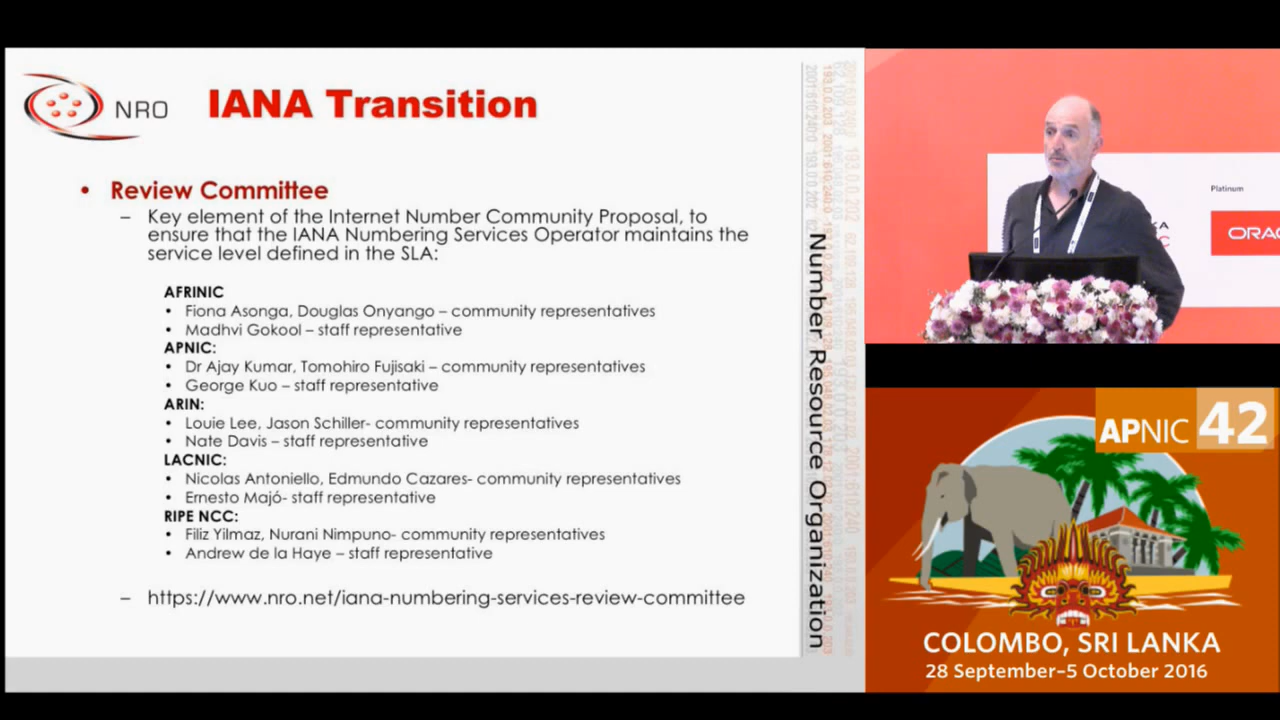 NRO
IANA Transition
• Review Committee
– Key element of the Internet Number Community Proposal, to
ensure that the IANA Numbering Services Operator maintains the
service level defined in the SLA:
AFRINIC
• Fiona Asonga, Douglas Onyango – community representatives
• Madhvi Gokool – staff representative
APNIC:
• Dr Ajay Kumar, Tomohiro Fujisaki – community representatives
• George Kuo – staff representative
ARIN:
• Louie Lee, Jason Schiller- community representatives
• Nate Davis – staff representative
LACNIC:
• Nicolas Antoniello, Edmundo Cazares- community representatives
• Ernesto Majó- staff representative
RIPE NCC:
• Filiz Yilmaz, Nurani Nimpuno- community representatives
• Andrew de la Haye – staff representative
– https://www.nro.net/iana-numbering-services-review-committee
Number Resource Organization
Platinum
APNIC 42
COLOMBO, SRI LANKA
28 September–5 October 2016